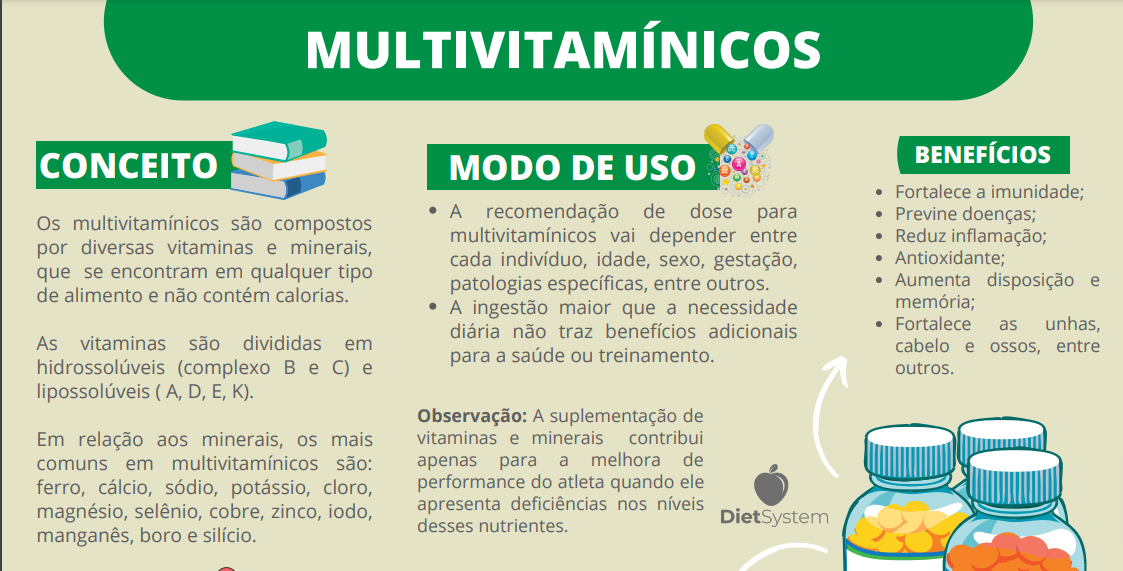 MULTIVITAMÍNICOS
CONCEITO
Os multivitamínicos são compostos
por diversas vitaminas e minerais,
que se encontram em qualquer tipo
de alimento e não contém calorias.
As vitaminas são divididas em
hidrossolúveis (complexo B e C) e
lipossolúveis ( A, D, E, K).
Em relação aos minerais, os mais
comuns em multivitamínicos são:
ferro, cálcio, sódio, potássio, cloro,
magnésio, selênio, cobre, zinco, iodo,
manganês, boro e silício.
MODO DE USO
• A recomendação de dose para
multivitamínicos vai depender entre
cada indivíduo, idade, sexo, gestação,
patologias específicas, entre outros.
• A ingestão maior que a necessidade
diária não traz benefícios adicionais
para a saúde ou treinamento.
Observação: A suplementação de
vitaminas e minerais contribui
apenas para a melhora de
performance do atleta quando ele
apresenta deficiências nos níveis
desses nutrientes.
DietSystem
BENEFÍCIOS
• Fortalece a imunidade;
• Previne doenças;
• Reduz inflamação;
• Antioxidante;
• Aumenta disposição e
memória;
• Fortalece as unhas,
cabelo e ossos, entre
outros.